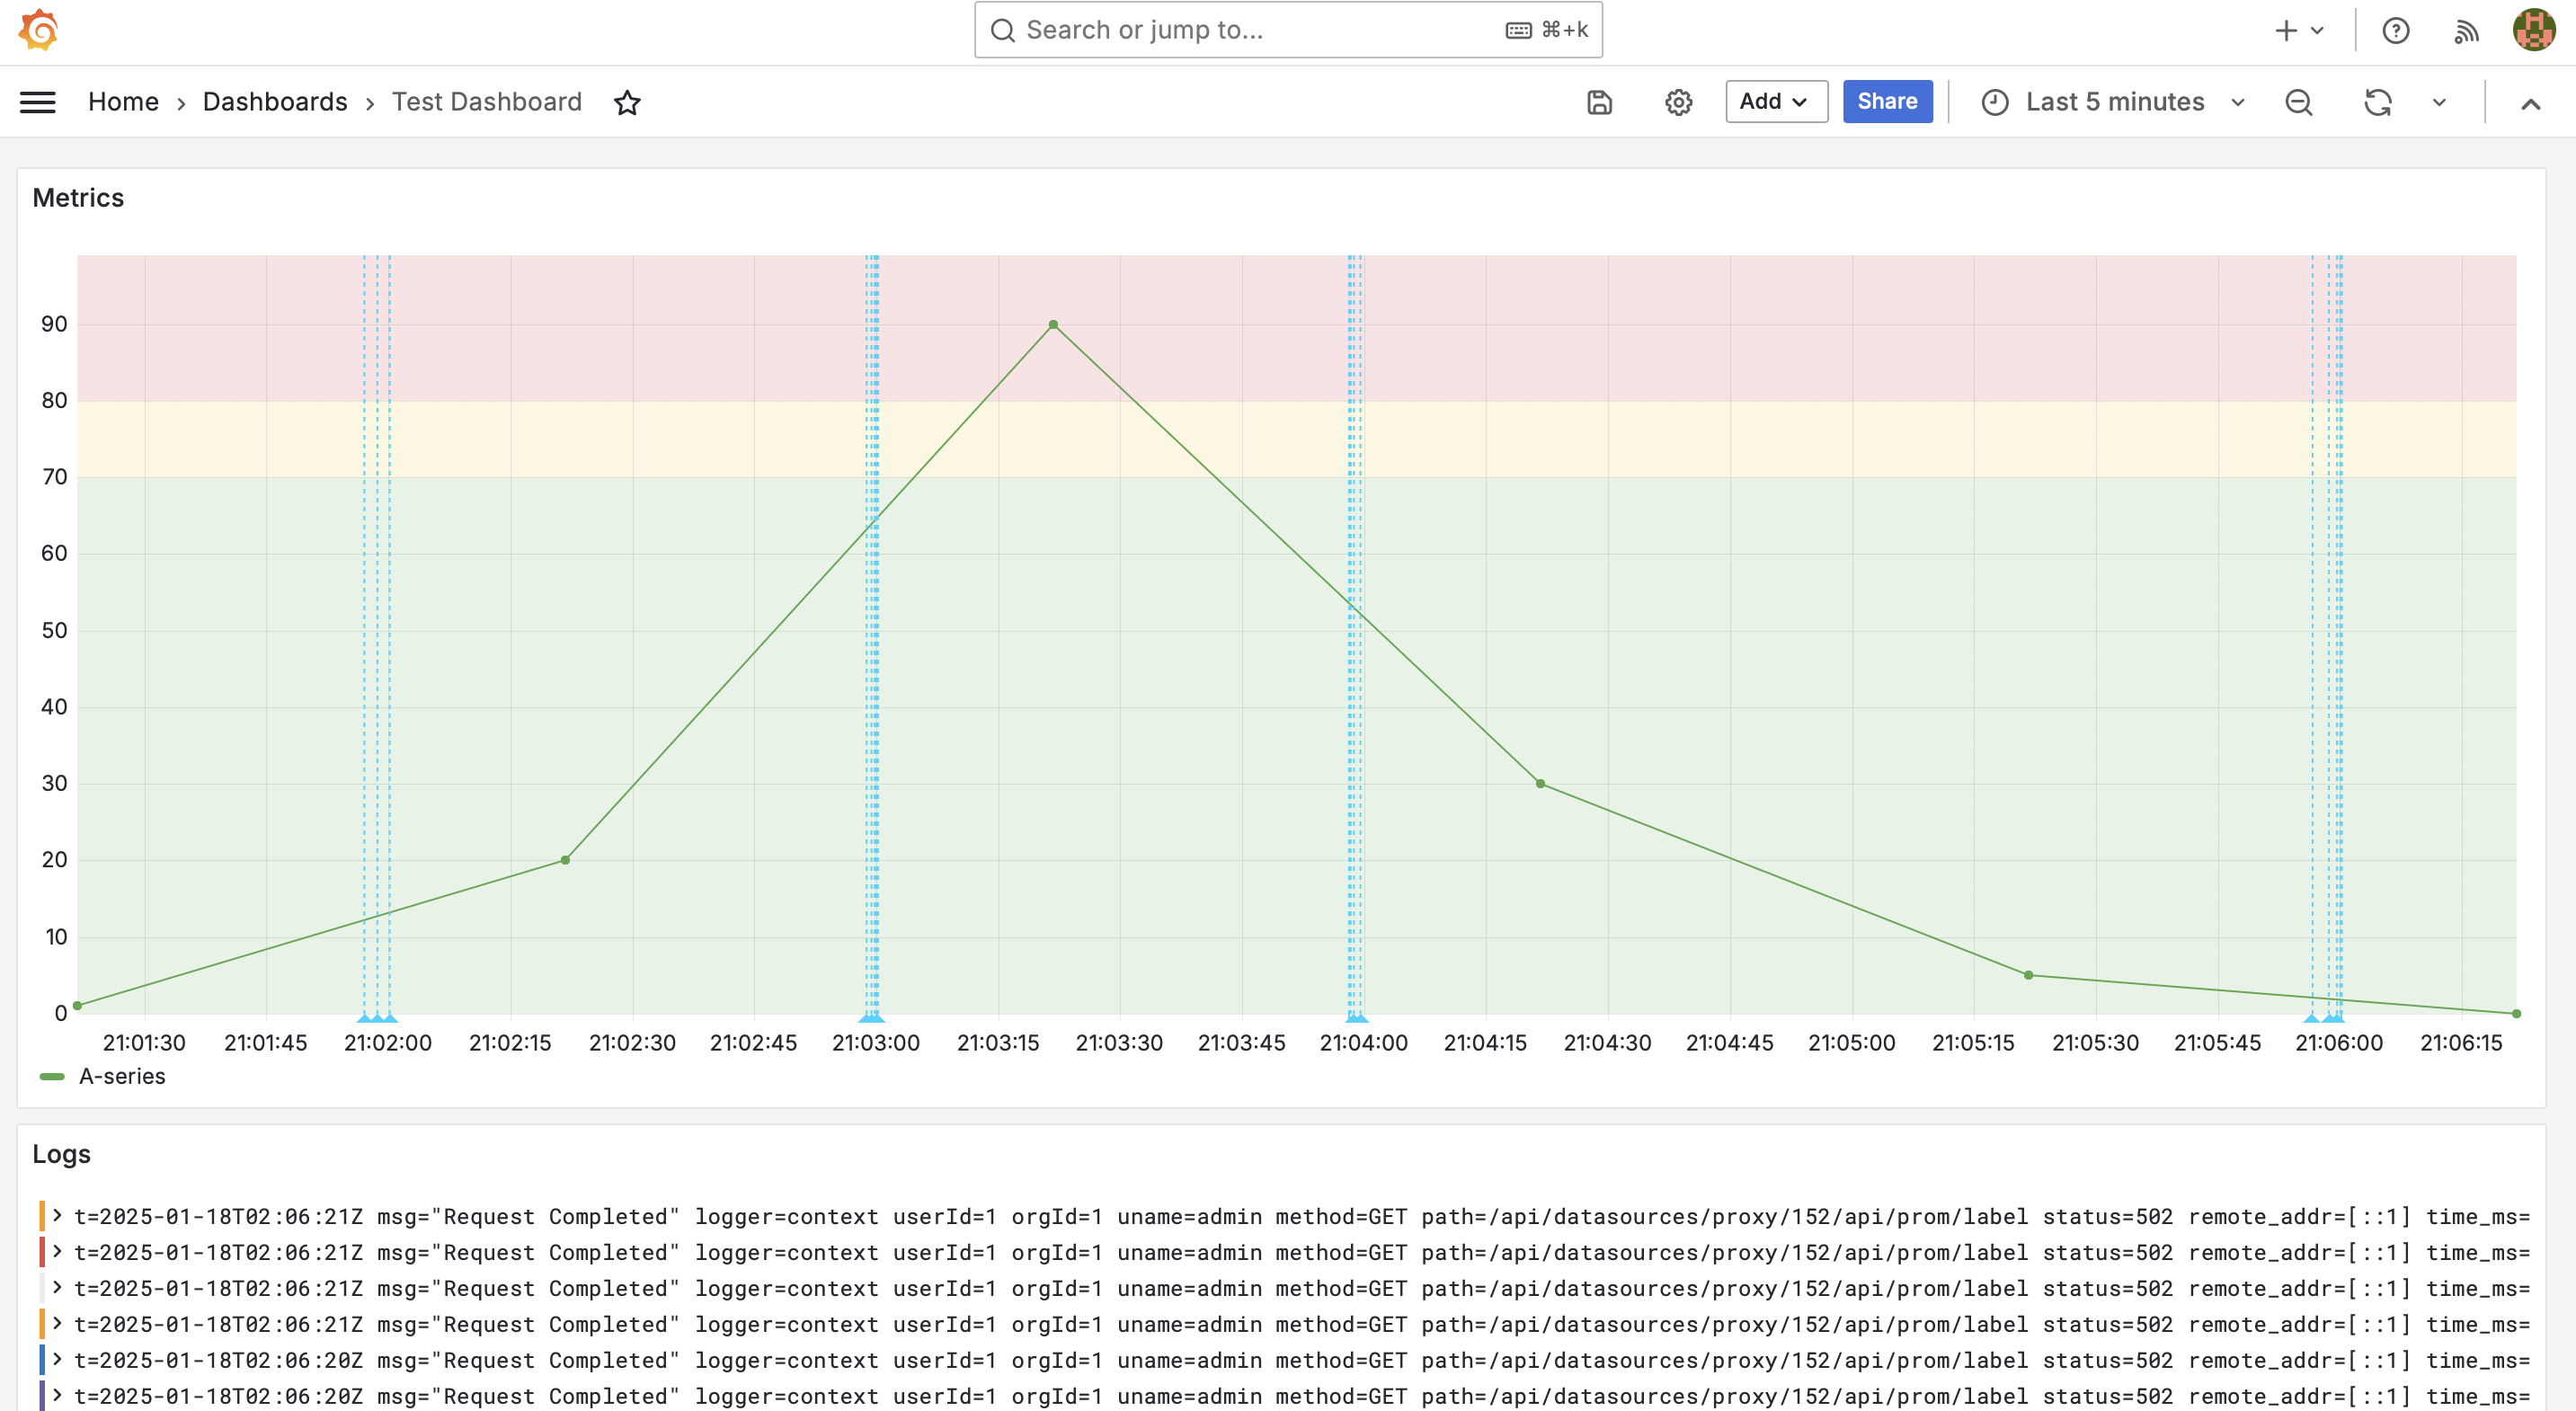 Search or jump to... ⌘+k
Home › Dashboards › Test Dashboard Add Share Last 5 minutes
Metrics
90
80
70
60
50
40
30
20
10
0
21:01:30 21:01:45 21:02:00 21:02:15 21:02:30 21:02:45 21:03:00 21:03:15 21:03:30 21:03:45 21:04:00 21:04:15 21:04:30 21:04:45 21:05:00 21:05:15 21:05:30 21:05:45 21:06:00 21:06:15
A-series
Logs
t=2025-01-18T02:06:21Z msg="Request Completed" logger=context userId=1 orgId=1 uname=admin method=GET path=/api/datasources/proxy/152/api/prom/label status=502 remote_addr=[::1] time_ms=
t=2025-01-18T02:06:21Z msg="Request Completed" logger=context userId=1 orgId=1 uname=admin method=GET path=/api/datasources/proxy/152/api/prom/label status=502 remote_addr=[::1] time_ms=
t=2025-01-18T02:06:21Z msg="Request Completed" logger=context userId=1 orgId=1 uname=admin method=GET path=/api/datasources/proxy/152/api/prom/label status=502 remote_addr=[::1] time_ms=
t=2025-01-18T02:06:21Z msg="Request Completed" logger=context userId=1 orgId=1 uname=admin method=GET path=/api/datasources/proxy/152/api/prom/label status=502 remote_addr=[::1] time_ms=
t=2025-01-18T02:06:20Z msg="Request Completed" logger=context userId=1 orgId=1 uname=admin method=GET path=/api/datasources/proxy/152/api/prom/label status=502 remote_addr=[::1] time_ms=
t=2025-01-18T02:06:20Z msg="Request Completed" logger=context userId=1 orgId=1 uname=admin method=GET path=/api/datasources/proxy/152/api/prom/label status=502 remote_addr=[::1] time_ms=